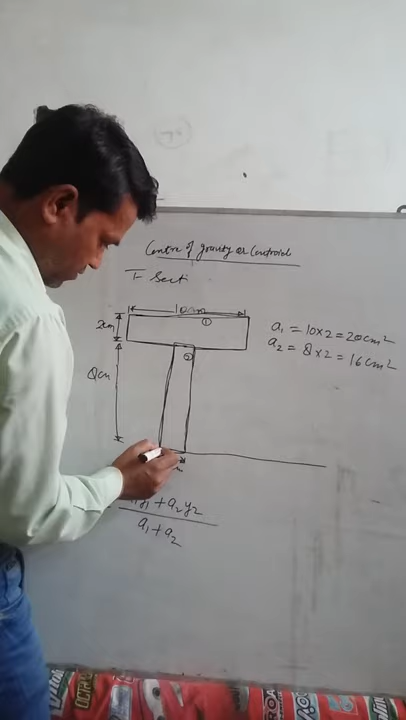 Centre of gravity or Centroid
T-Sect
10cm
2cm
①
a₁ = 10×2 = 20cm²
②
a₂ = 8×2 = 16cm²
8cm
y₁ + a₂y₂
a₁ + a₂